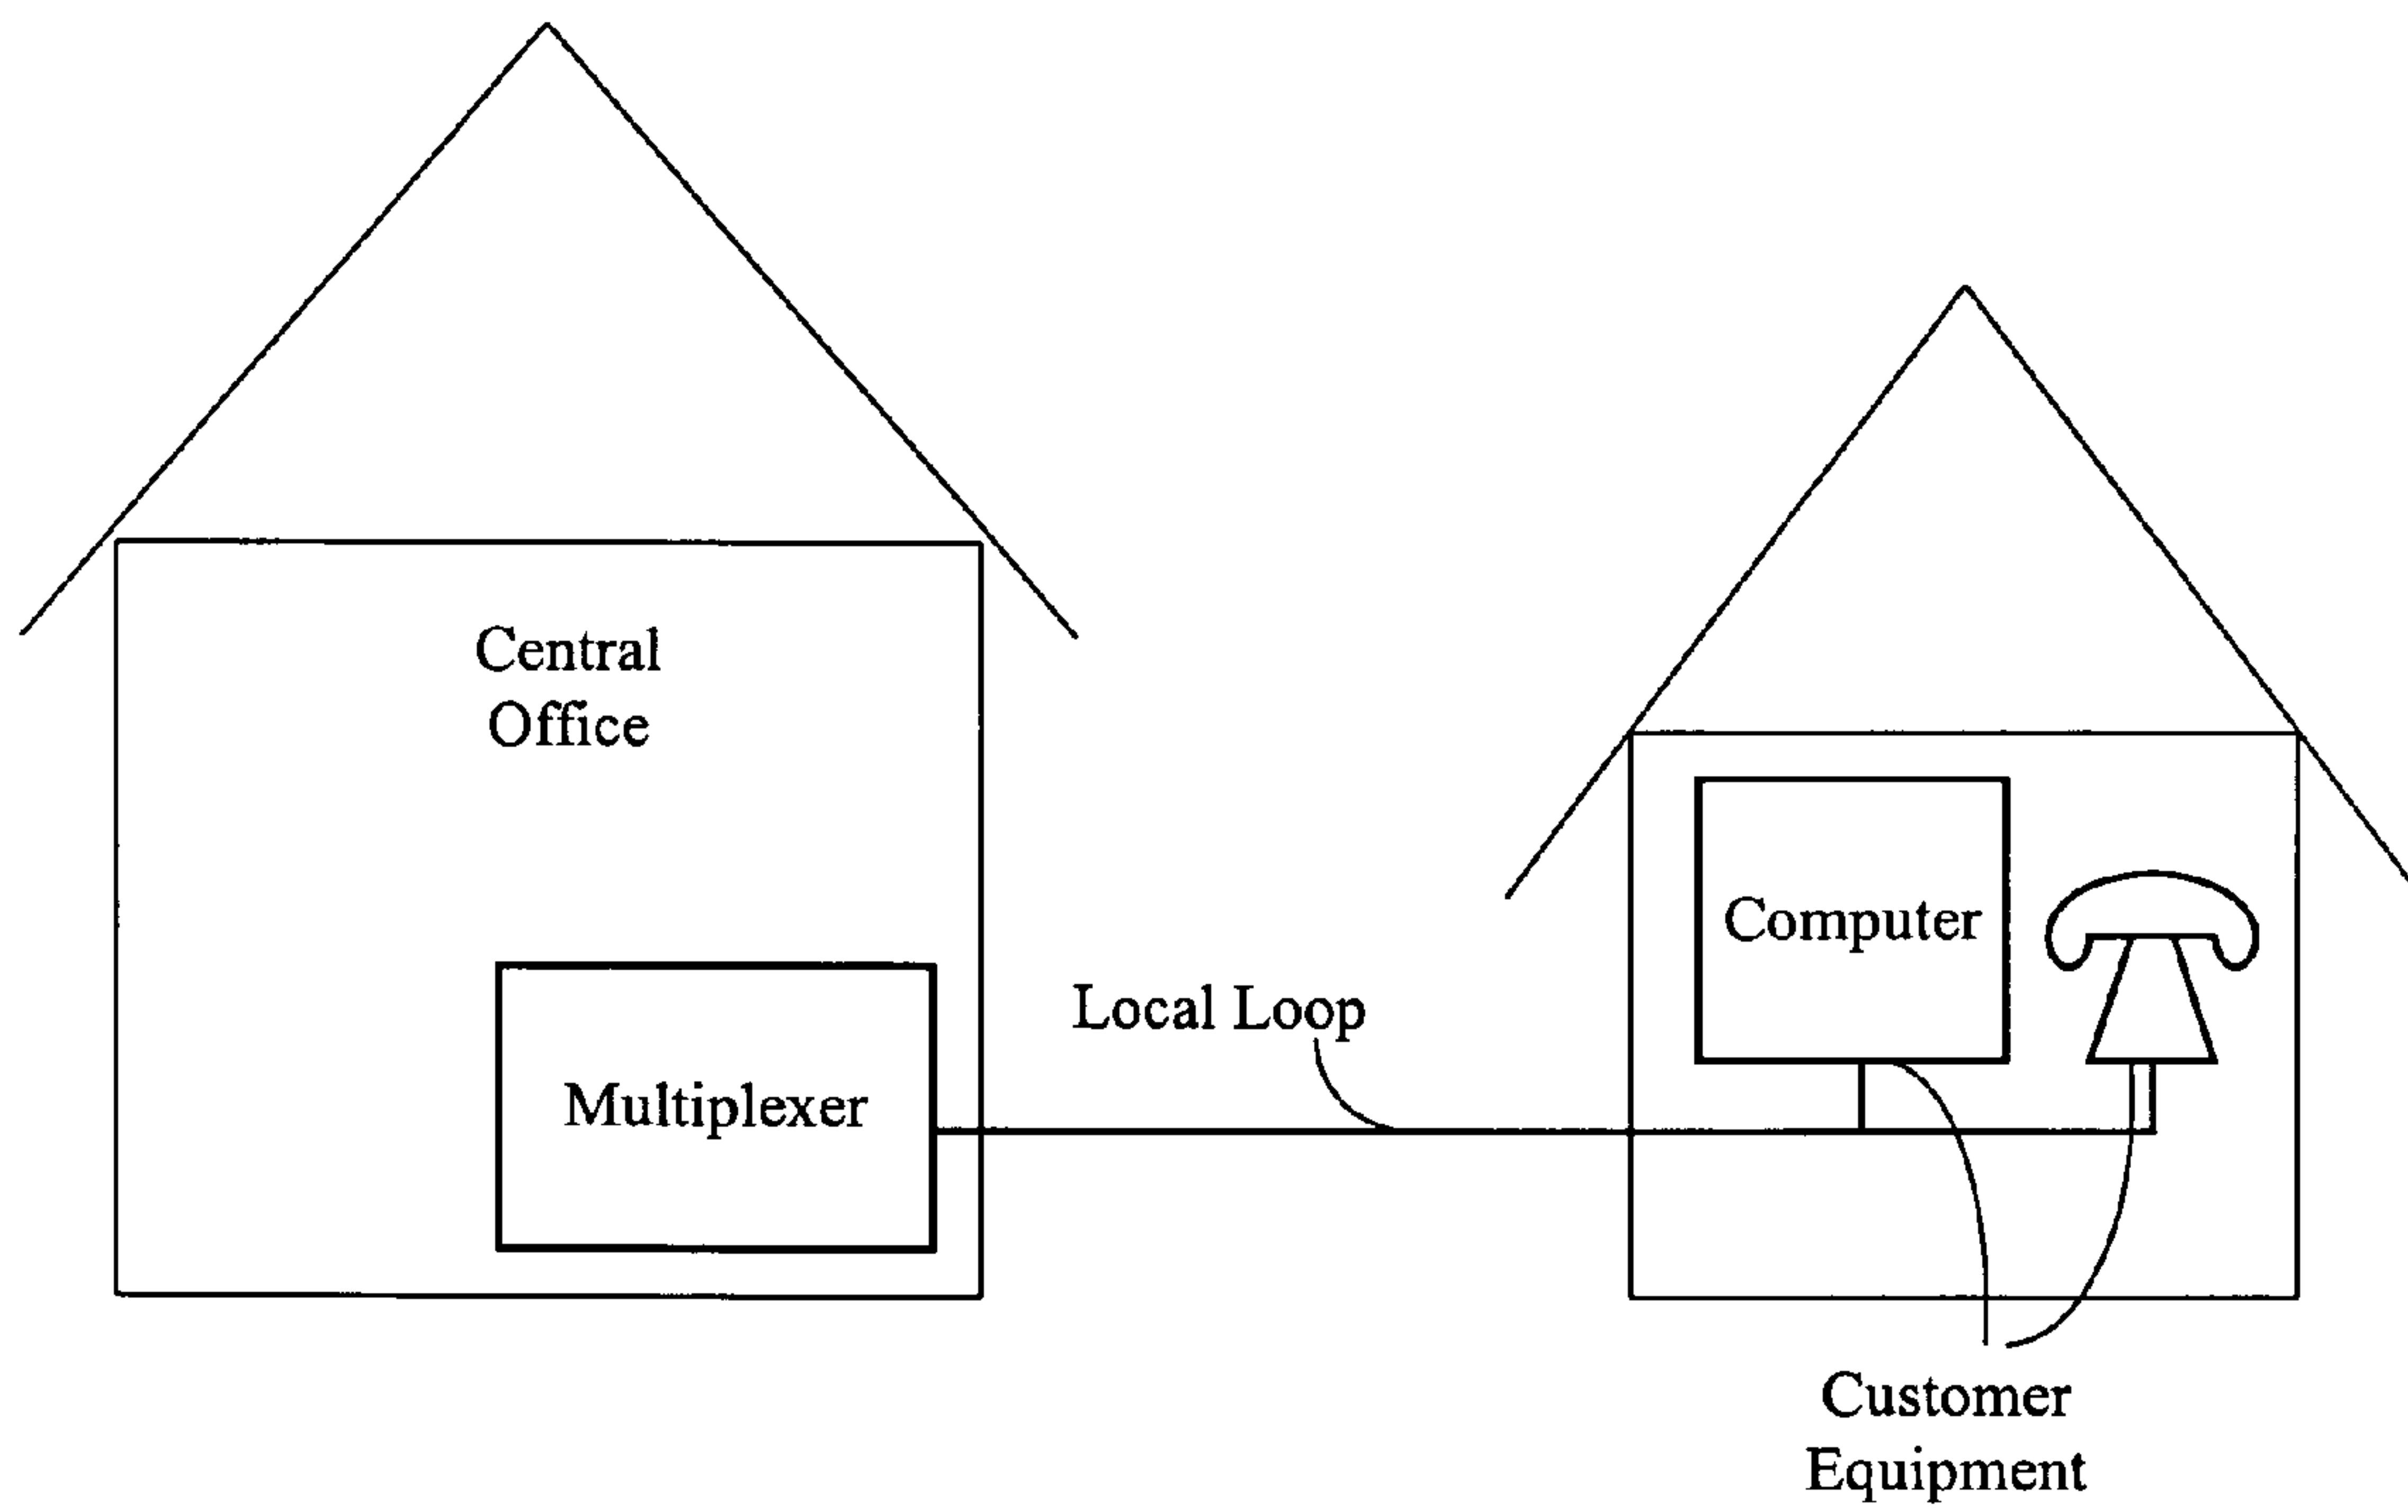 Central
Office
Multiplexer
Local Loop
Computer
Customer
Equipment